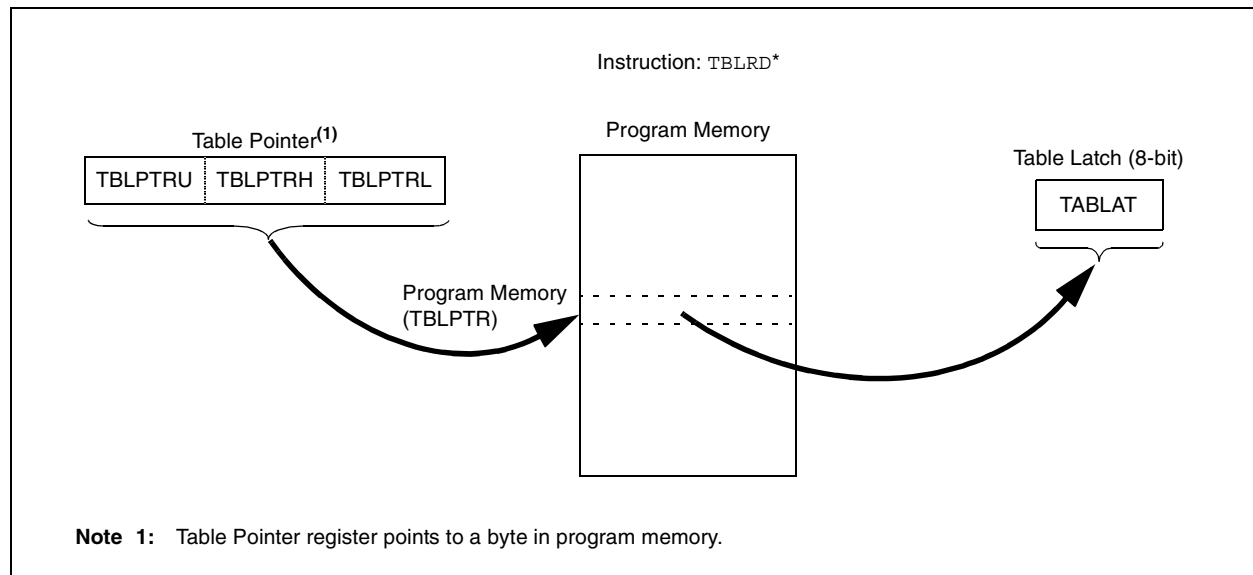 Instruction: TBLRD*
Table Pointer(1)
TBLPTRU TBLPTRH TBLPTRL
Program Memory
Table Latch (8-bit)
TABLAT
Program Memory
(TBLPTR)
Note 1: Table Pointer register points to a byte in program memory.